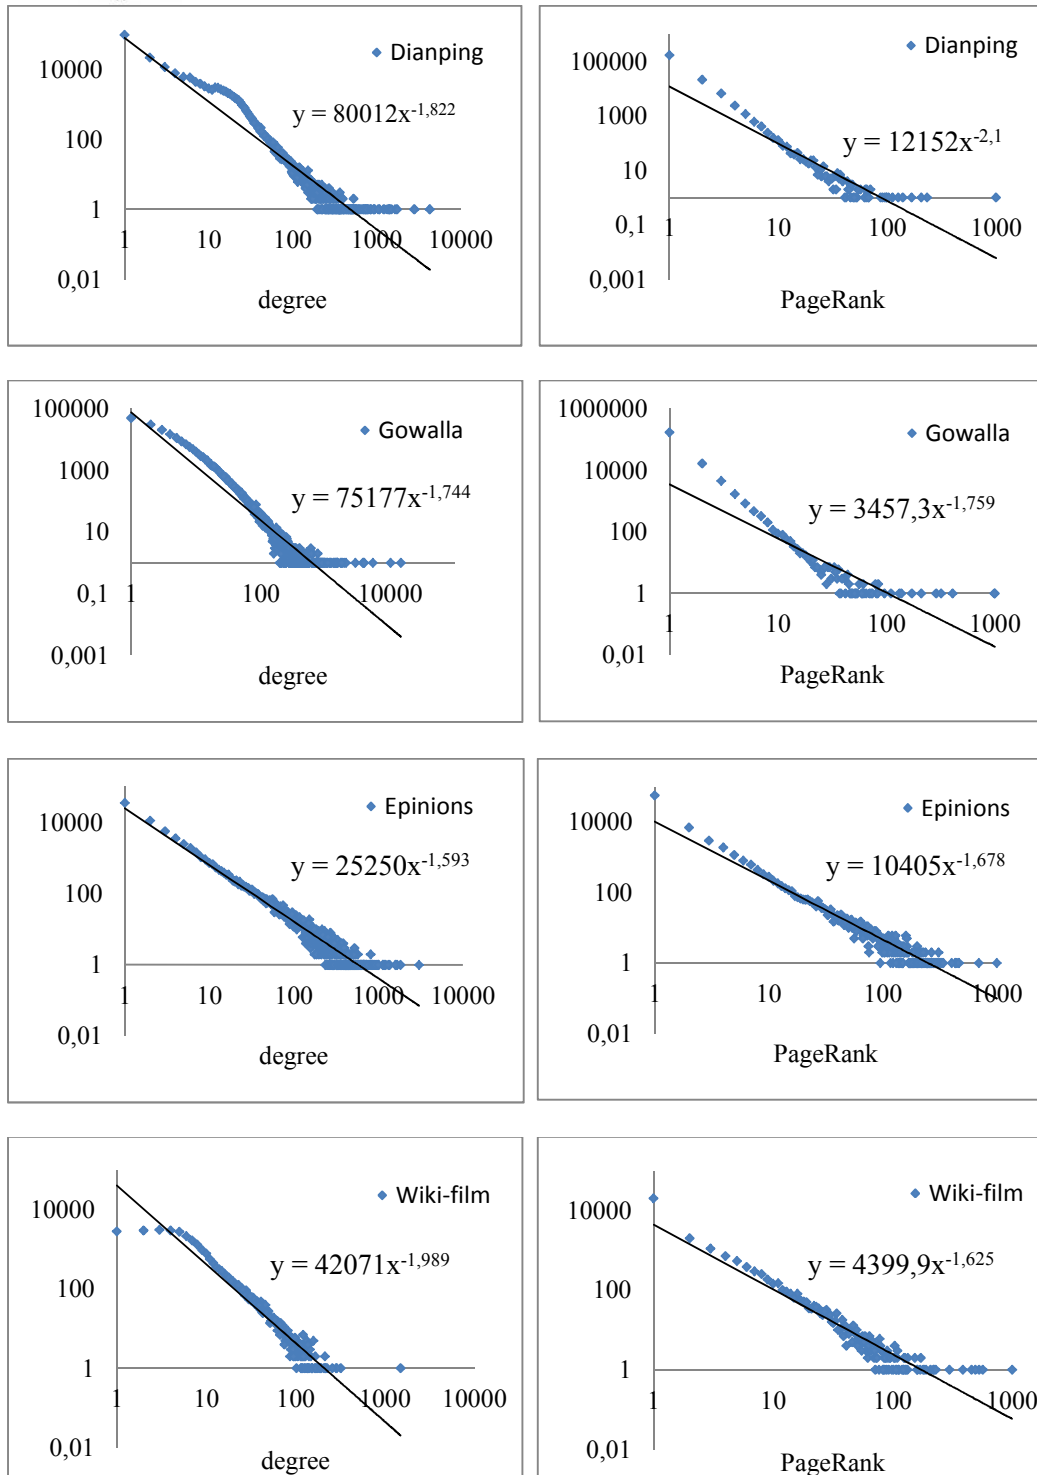 Dianping
10000
y = 80012x^-1,822
100
1
1 10 100 1000 10000
0,01
degree
Dianping
100000
1000
y = 12152x^-2,1
10
1 10 100 1000
0,1
0,001
PageRank
100000
Gowalla
1000
y = 75177x^-1,744
10
1 100 10000
0,1
0,001
degree
1000000
Gowalla
10000
y = 3457,3x^-1,759
100
1
1 10 100 1000
0,01
PageRank
Epinions
10000
y = 25250x^-1,593
100
1
1 10 100 1000 10000
0,01
degree
Epinions
10000
y = 10405x^-1,678
100
1
1 10 100 1000
0,01
PageRank
Wiki-film
10000
y = 42071x^-1,989
100
1
1 10 100 1000 10000
0,01
degree
Wiki-film
10000
y = 4399,9x^-1,625
100
1
1 10 100 1000
0,01
PageRank